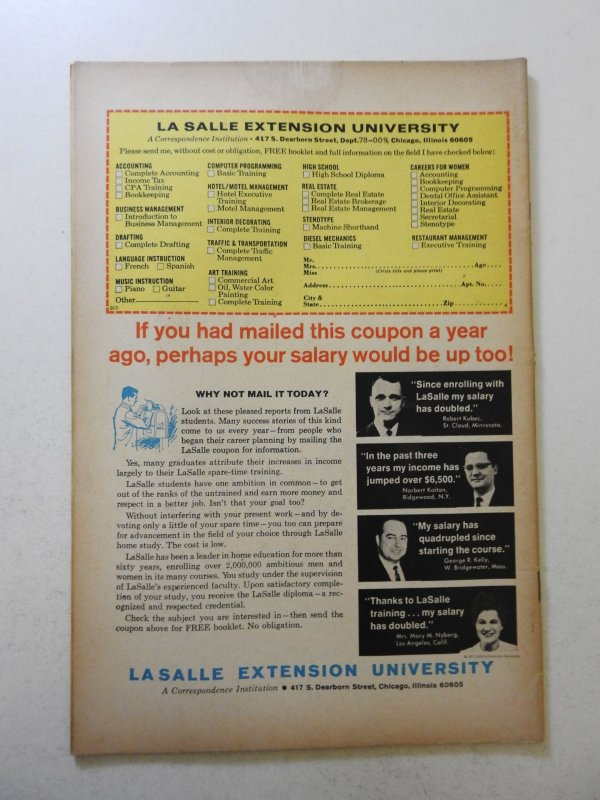 LA SALLE EXTENSION UNIVERSITY
A Correspondence Institution • 417 S. Dearborn Street, Dept. 78-009, Chicago, Illinois 60605
Please send me, without cost or obligation, FREE booklet and full information on the field I have checked below:
ACCOUNTING
Complete Accounting
Income Tax
CPA Training
Bookkeeping
BUSINESS MANAGEMENT
Introduction to
Business Management
DRAFTING
Complete Drafting
LANGUAGE INSTRUCTION
French Spanish
MUSIC INSTRUCTION
Piano Guitar
Other
COMPUTER PROGRAMMING
Basic Training
HOTEL/MOTEL MANAGEMENT
Hotel Executive
Training
Motel Management
INTERIOR DECORATING
Complete Training
TRAFFIC & TRANSPORTATION
Complete Traffic
Management
ART TRAINING
Commercial Art
Oil, Water Color
Painting
Complete Training
HIGH SCHOOL
High School Diploma
REAL ESTATE
Complete Real Estate
Real Estate Brokerage
Real Estate Management
STENOTYPE
Machine Shorthand
DIESEL MECHANICS
Basic Training
CAREERS FOR WOMEN
Accounting
Bookkeeping
Computer Programming
Dental Office Assistant
Interior Decorating
Real Estate
Secretarial
Stenotype
RESTAURANT MANAGEMENT
Executive Training
Mr.
Mrs. Age
Miss (Circle title and please print)
Address Apt. No.
City &
State Zip
If you had mailed this coupon a year
ago, perhaps your salary would be up too!
WHY NOT MAIL IT TODAY?
Look at these pleased reports from LaSalle
students. Many success stories of this kind
come to us every year—from people who
began their career planning by mailing the
LaSalle coupon for information.
Yes, many graduates attribute their increases in income
largely to their LaSalle spare-time training.
LaSalle students have one ambition in common—to get
out of the ranks of the untrained and earn more money and
respect in a better job. Isn't that your goal too?
Without interfering with your present work—and by de-
voting only a little of your spare time—you too can prepare
for advancement in the field of your choice through LaSalle
home study. The cost is low.
LaSalle has been a leader in home education for more than
sixty years, enrolling over 2,000,000 ambitious men and
women in its many courses. You study under the supervision
of LaSalle's experienced faculty. Upon satisfactory comple-
tion of your study, you receive the LaSalle diploma—a rec-
ognized and respected credential.
Check the subject you are interested in—then send the
coupon above for FREE booklet. No obligation.
"Since enrolling with
LaSalle my salary
has doubled."
Robert Kuber,
St. Cloud, Minnesota.
"In the past three
years my income has
jumped over $6,500."
Norbert Kaitan,
Ridgewood, N.Y.
"My salary has
quadrupled since
starting the course."
George R. Kelly,
W. Bridgewater, Mass.
"Thanks to LaSalle
training ... my salary
has doubled."
Mrs. Mary M. Nyberg,
Los Angeles, Calif.
LA SALLE EXTENSION UNIVERSITY
A Correspondence Institution • 417 S. Dearborn Street, Chicago, Illinois 60605